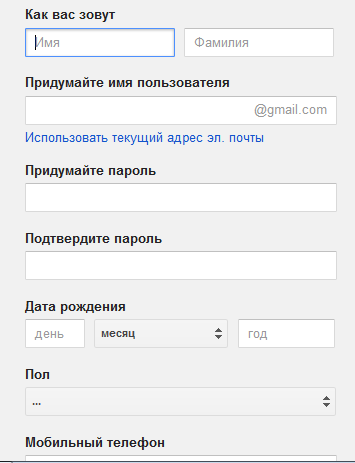 Как вас зовут
Имя Фамилия
Придумайте имя пользователя
@gmail.com
Использовать текущий адрес эл. почты
Придумайте пароль
Подтвердите пароль
Дата рождения
день месяц год
Пол
...
Мобильный телефон